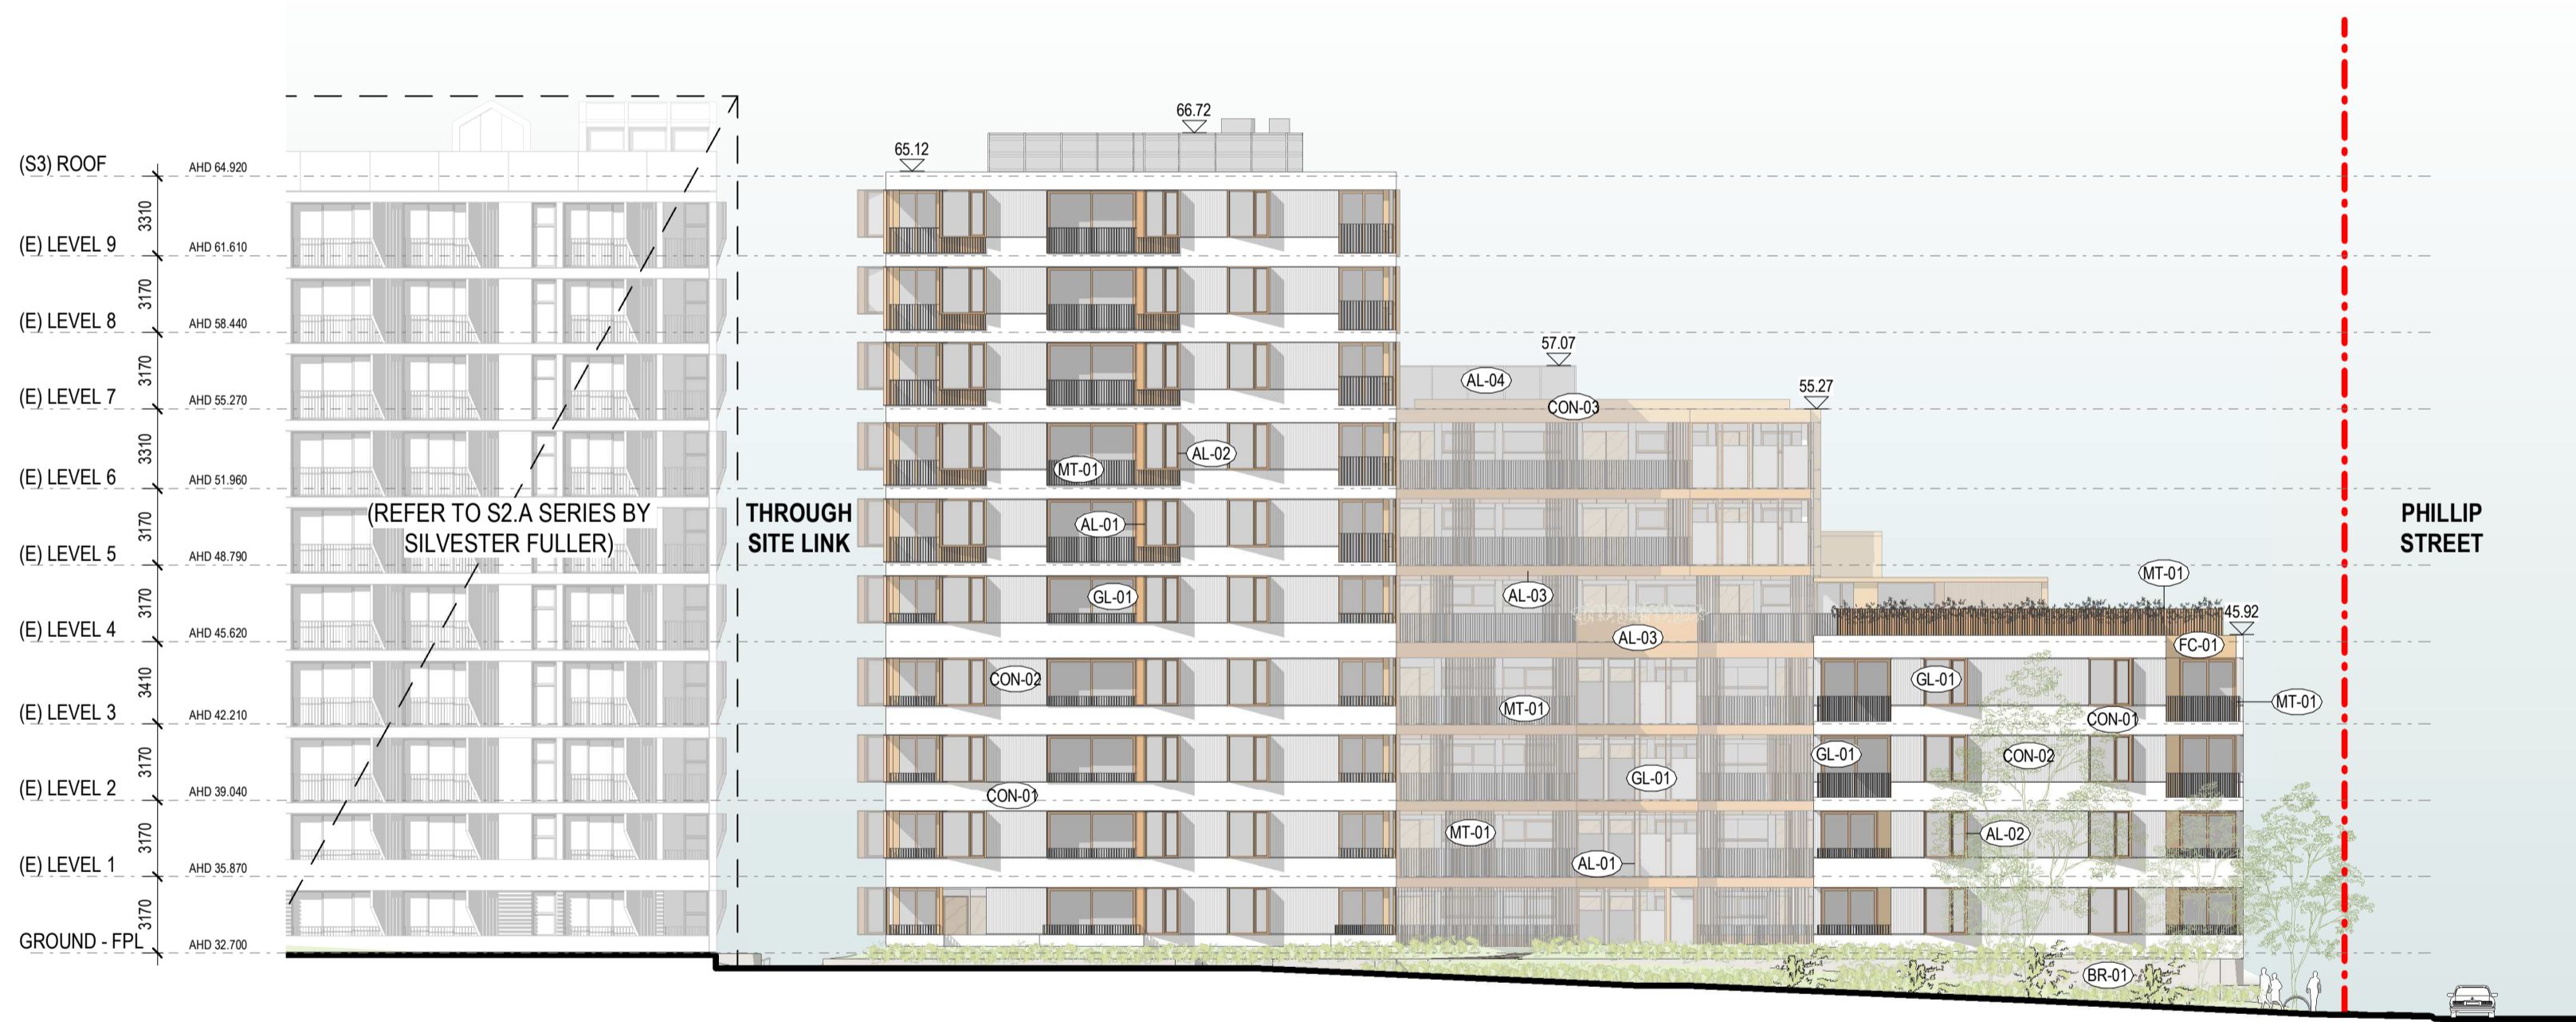 66.72
65.12
(S3) ROOF
AHD 64.920
3310
(E) LEVEL 9
AHD 61.610
3170
(E) LEVEL 8
AHD 58.440
3170
57.07
AL-04
55.27
(E) LEVEL 7
AHD 55.270
CON-03
3310
AL-02
MT-01
(E) LEVEL 6
AHD 51.960
(REFER TO S2.A SERIES BY
SILVESTER FULLER)
THROUGH
SITE LINK
PHILLIP
STREET
3170
AL-01
(E) LEVEL 5
AHD 48.790
MT-01
3170
GL-01
AL-03
45.92
(E) LEVEL 4
AHD 45.620
AL-03
FC-01
3410
CON-02
GL-01
MT-01
MT-01
(E) LEVEL 3
AHD 42.210
CON-01
3170
GL-01
CON-02
GL-01
(E) LEVEL 2
AHD 39.040
CON-01
3170
MT-01
AL-02
(E) LEVEL 1
AHD 35.870
AL-01
3170
GROUND - FPL
AHD 32.700
BR-01